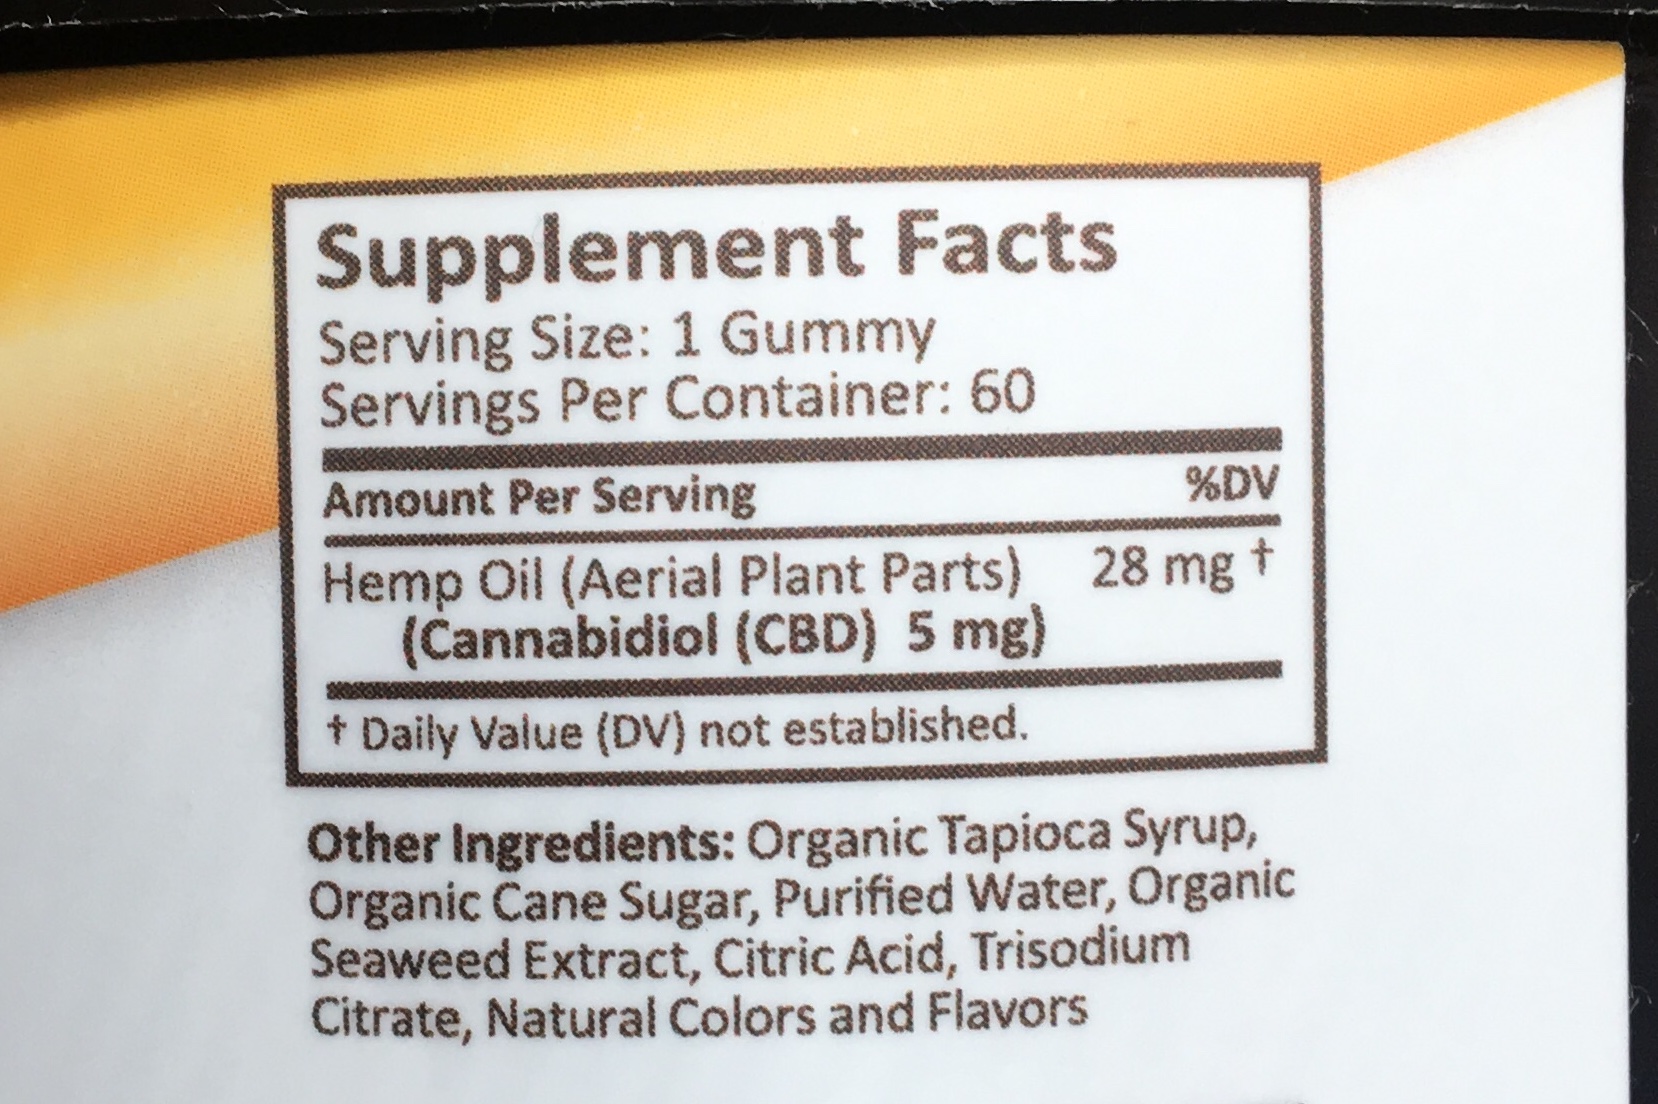 Supplement Facts
Serving Size: 1 Gummy
Servings Per Container: 60
Amount Per Serving %DV
Hemp Oil (Aerial Plant Parts) 28 mg †
(Cannabidiol (CBD) 5 mg)
† Daily Value (DV) not established.
Other Ingredients: Organic Tapioca Syrup,
Organic Cane Sugar, Purified Water, Organic
Seaweed Extract, Citric Acid, Trisodium
Citrate, Natural Colors and Flavors